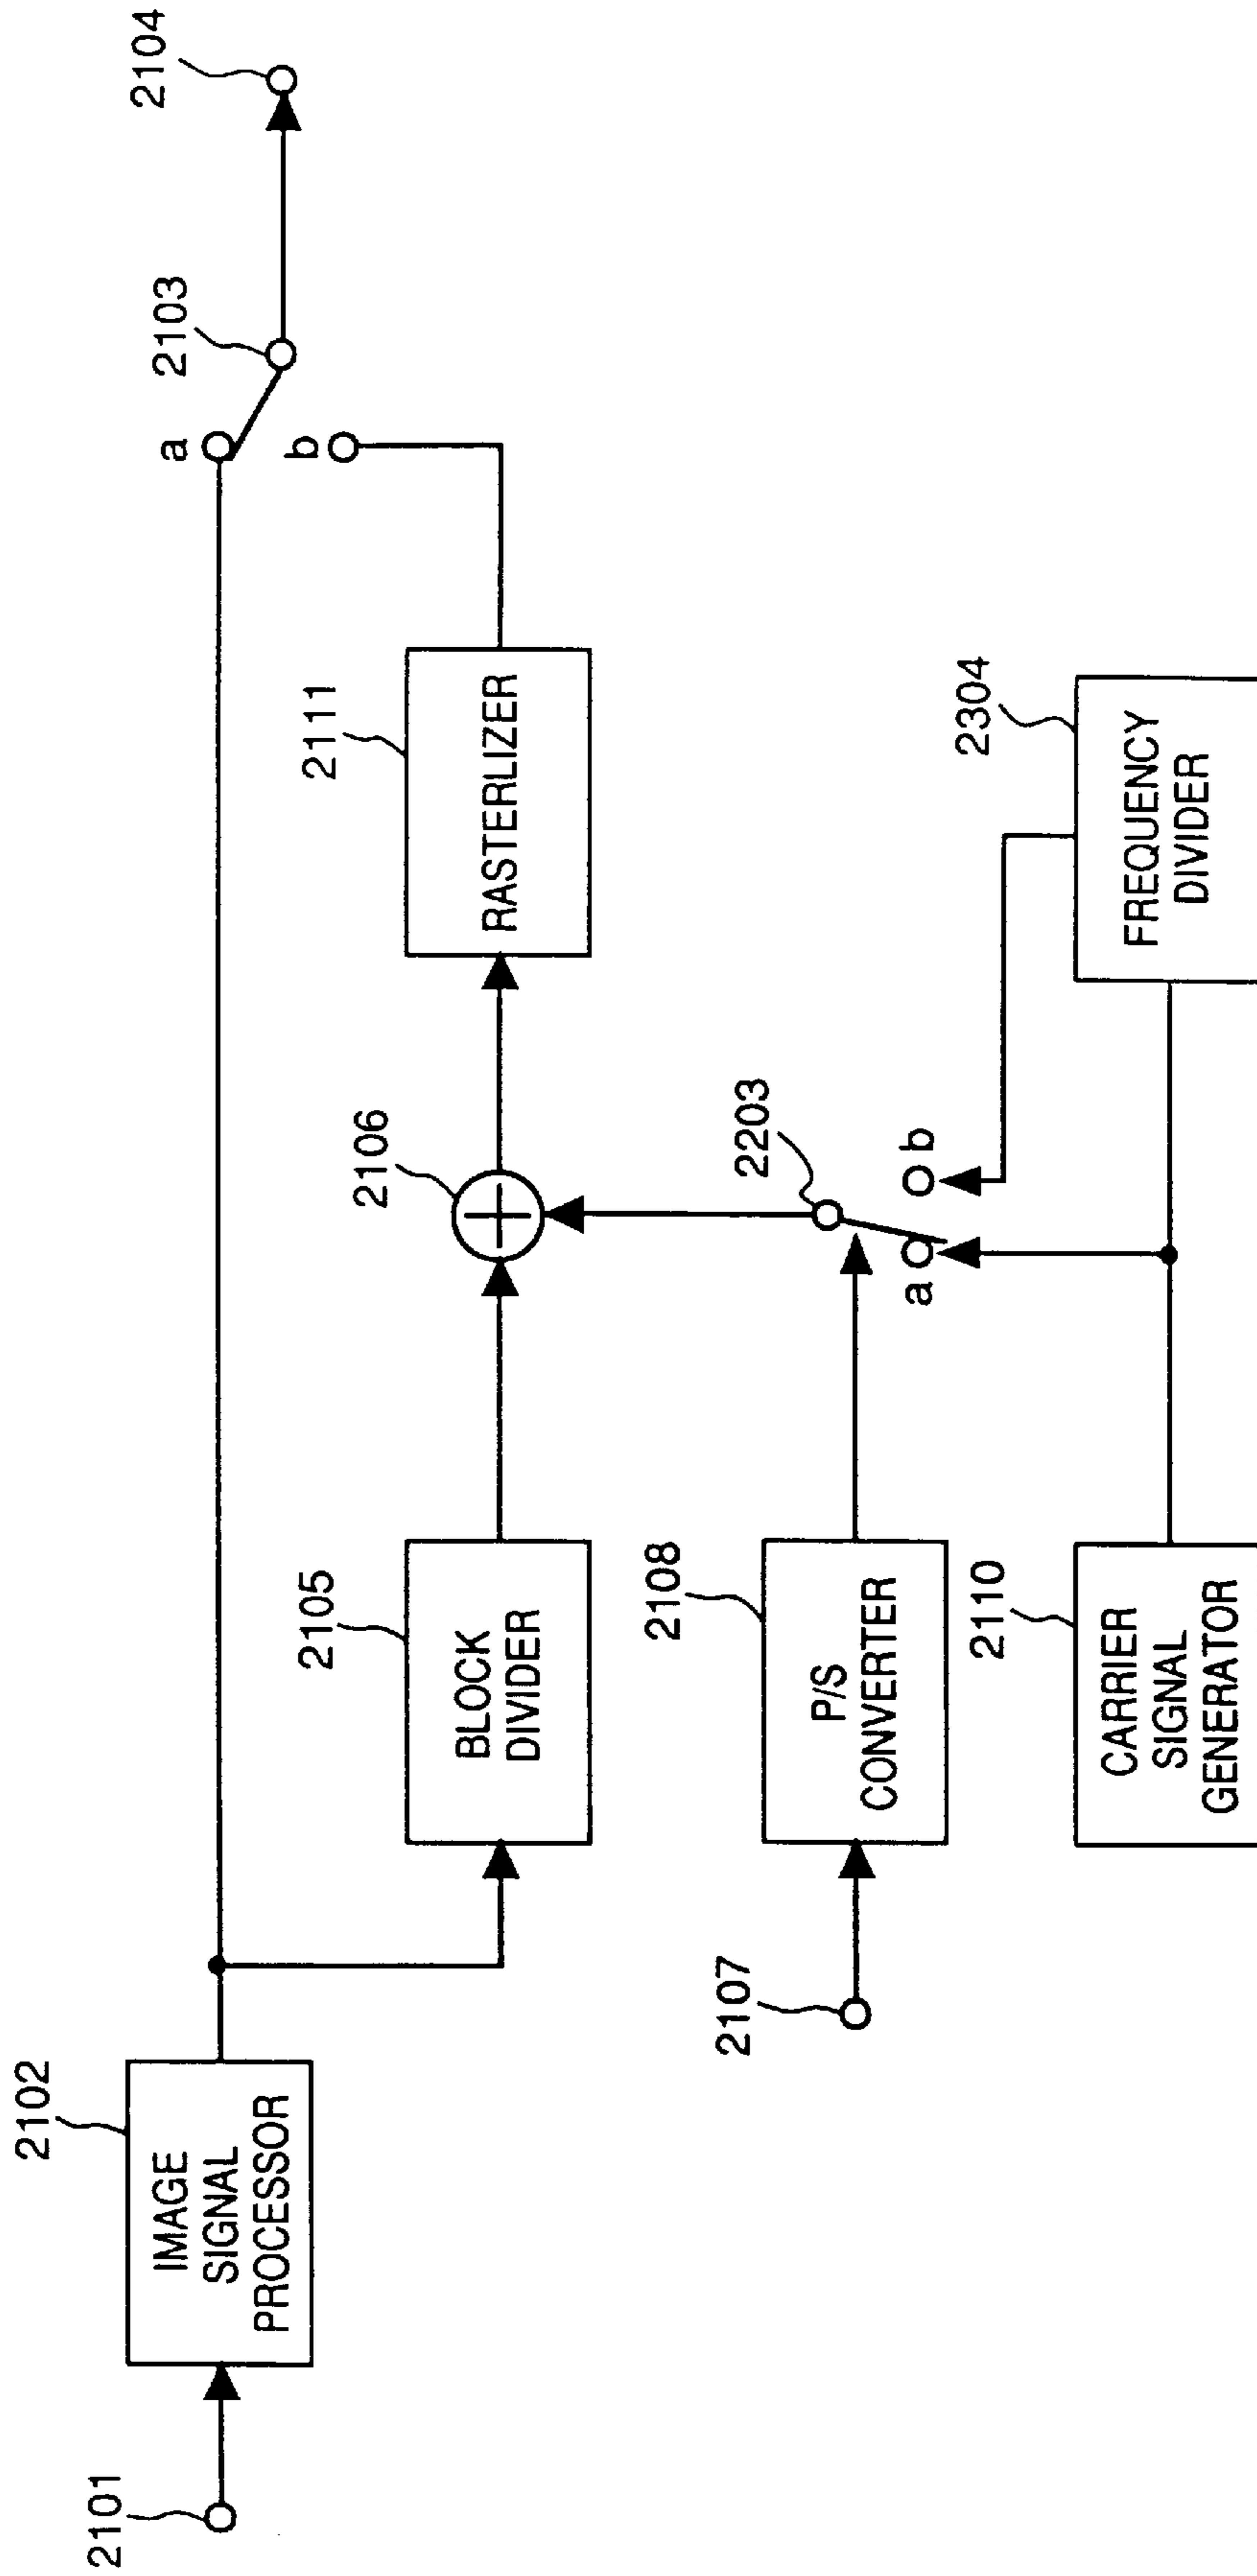 2101
2102
IMAGE
SIGNAL
PROCESSOR
a
b
2103
2104
2105
BLOCK
DIVIDER
2106
2111
RASTERLIZER
2107
2108
P/S
CONVERTER
2203
a
b
2110
CARRIER
SIGNAL
GENERATOR
2304
FREQUENCY
DIVIDER